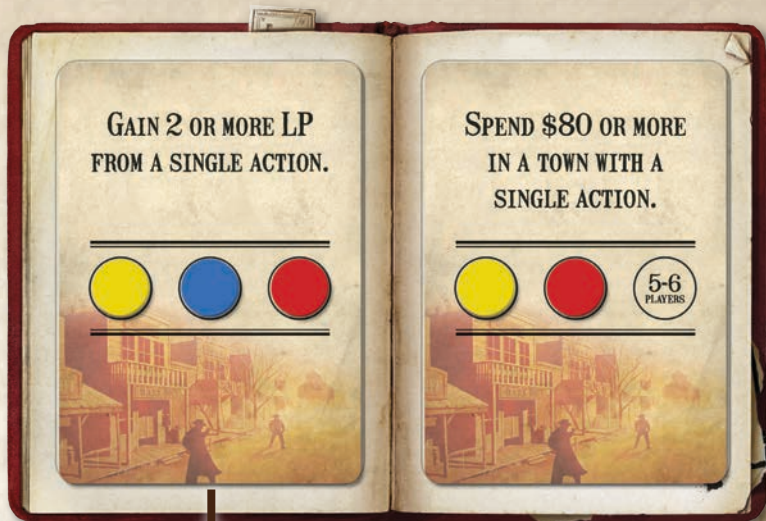 GAIN 2 OR MORE LP
FROM A SINGLE ACTION.
SPEND $80 OR MORE
IN A TOWN WITH A
SINGLE ACTION.
5-6
PLAYERS